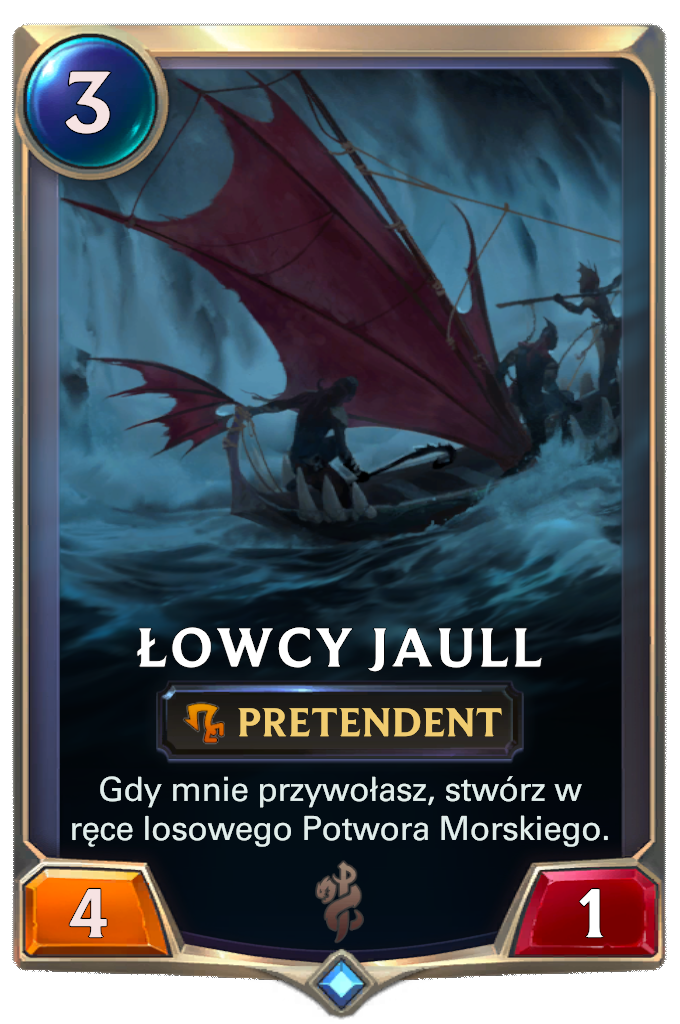 3
ŁOWCY JAULL
PRETENDENT
Gdy mnie przywołasz, stwórz w
ręce losowego Potwora Morskiego.
4
1